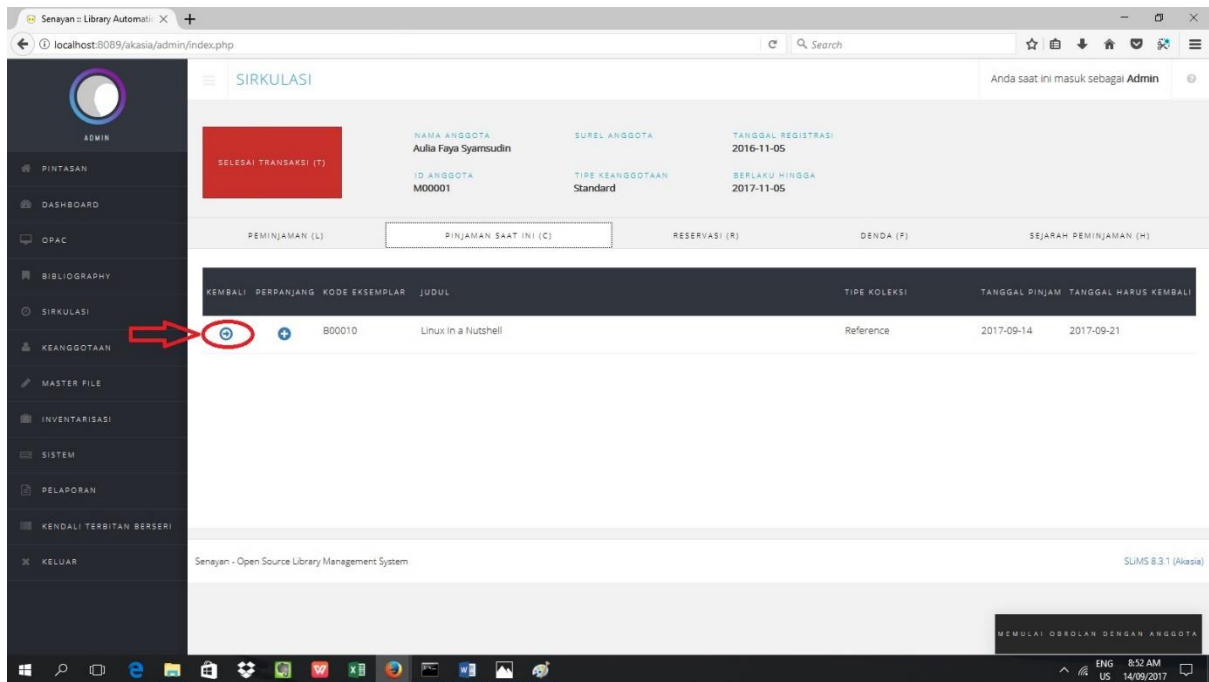 Senayan :: Library Automatic
localhost:8089/akasia/admin/index.php
Search
ADMIN
PINTASAN
DASHBOARD
OPAC
BIBLIOGRAPHY
SIRKULASI
KEANGGOTAAN
MASTER FILE
INVENTARISASI
SISTEM
PELAPORAN
KENDALI TERBITAN BERSERI
KELUAR
SIRKULASI
Anda saat ini masuk sebagai Admin
SELESAI TRANSAKSI (T)
NAMA ANGGOTA SUREL ANGGOTA TANGGAL REGISTRASI
Aulia Faya Syamsudin 2016-11-05
ID ANGGOTA TIPE KEANGGOTAAN BERLAKU HINGGA
M00001 Standard 2017-11-05
PEMINJAMAN (L) PINJAMAN SAAT INI (C) RESERVASI (R) DENDA (F) SEJARAH PEMINJAMAN (H)
KEMBALI PERPANJANG KODE EKSEMPLAR JUDUL TIPE KOLEKSI TANGGAL PINJAM TANGGAL HARUS KEMBALI
B00010 Linux In a Nutshell Reference 2017-09-14 2017-09-21
Senayan - Open Source Library Management System SLiMS 8.3.1 (Akasia)
MEMULAI OBROLAN DENGAN ANGGOTA
ENG 8:52 AM
US 14/09/2017